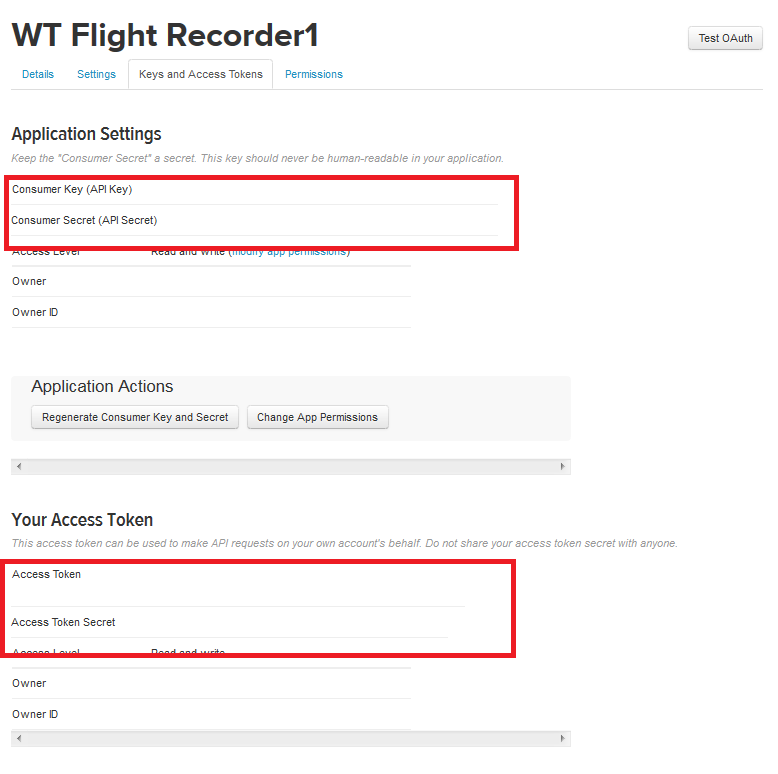 WT Flight Recorder1
Test OAuth
Details Settings Keys and Access Tokens Permissions
Application Settings
Keep the "Consumer Secret" a secret. This key should never be human-readable in your application.
Consumer Key (API Key)
Consumer Secret (API Secret)
Access Level Read and write (modify app permissions)
Owner
Owner ID
Application Actions
Regenerate Consumer Key and Secret Change App Permissions
Your Access Token
This access token can be used to make API requests on your own account's behalf. Do not share your access token secret with anyone.
Access Token
Access Token Secret
Access Level Read and write
Owner
Owner ID